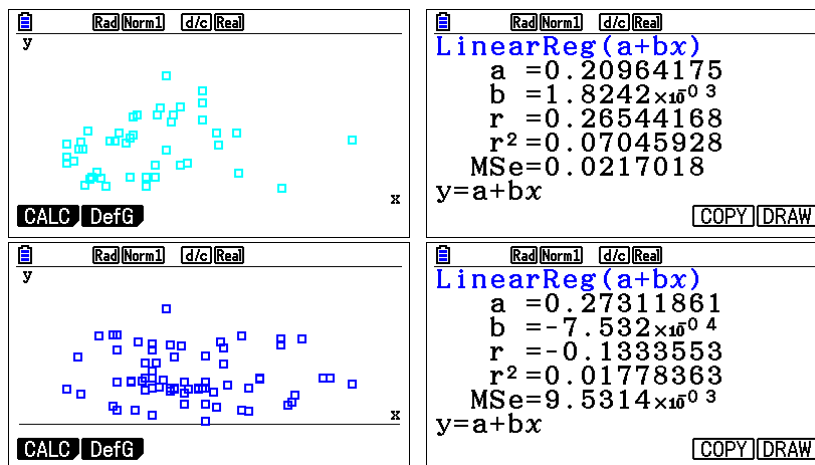 Rad Norm1 d/c Real
y
x
CALC DefG
Rad Norm1 d/c Real
LinearReg(a+bx)
a =0.20964175
b =1.8242×10⁻⁰³
r =0.26544168
r²=0.07045928
MSe=0.0217018
y=a+bx
COPY DRAW
Rad Norm1 d/c Real
y
x
CALC DefG
Rad Norm1 d/c Real
LinearReg(a+bx)
a =0.27311861
b =-7.532×10⁻⁰⁴
r =-0.1333553
r²=0.01778363
MSe=9.5314×10⁻⁰³
y=a+bx
COPY DRAW